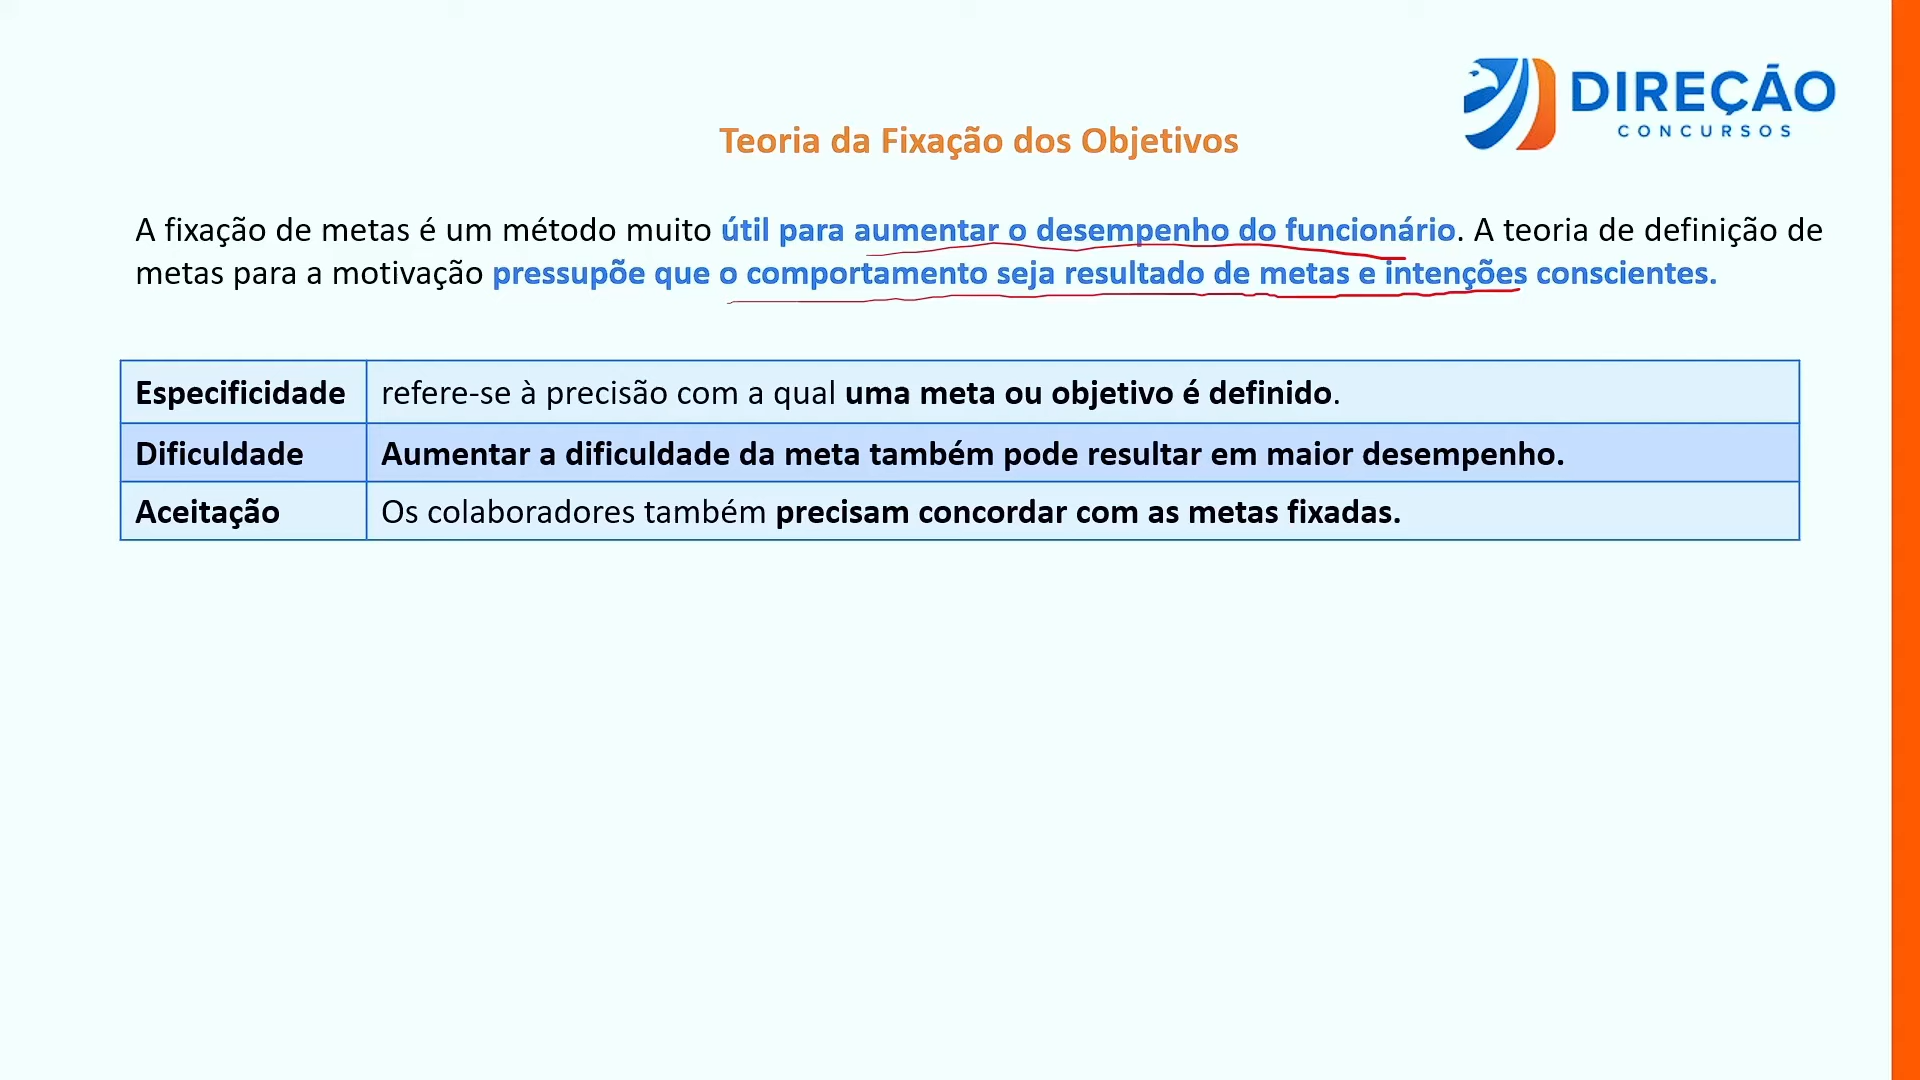 DIREÇÃO
CONCURSOS
Teoria da Fixação dos Objetivos
A fixação de metas é um método muito útil para aumentar o desempenho do funcionário. A teoria de definição de
metas para a motivação pressupõe que o comportamento seja resultado de metas e intenções conscientes.
Especificidade refere-se à precisão com a qual uma meta ou objetivo é definido.
Dificuldade Aumentar a dificuldade da meta também pode resultar em maior desempenho.
Aceitação Os colaboradores também precisam concordar com as metas fixadas.